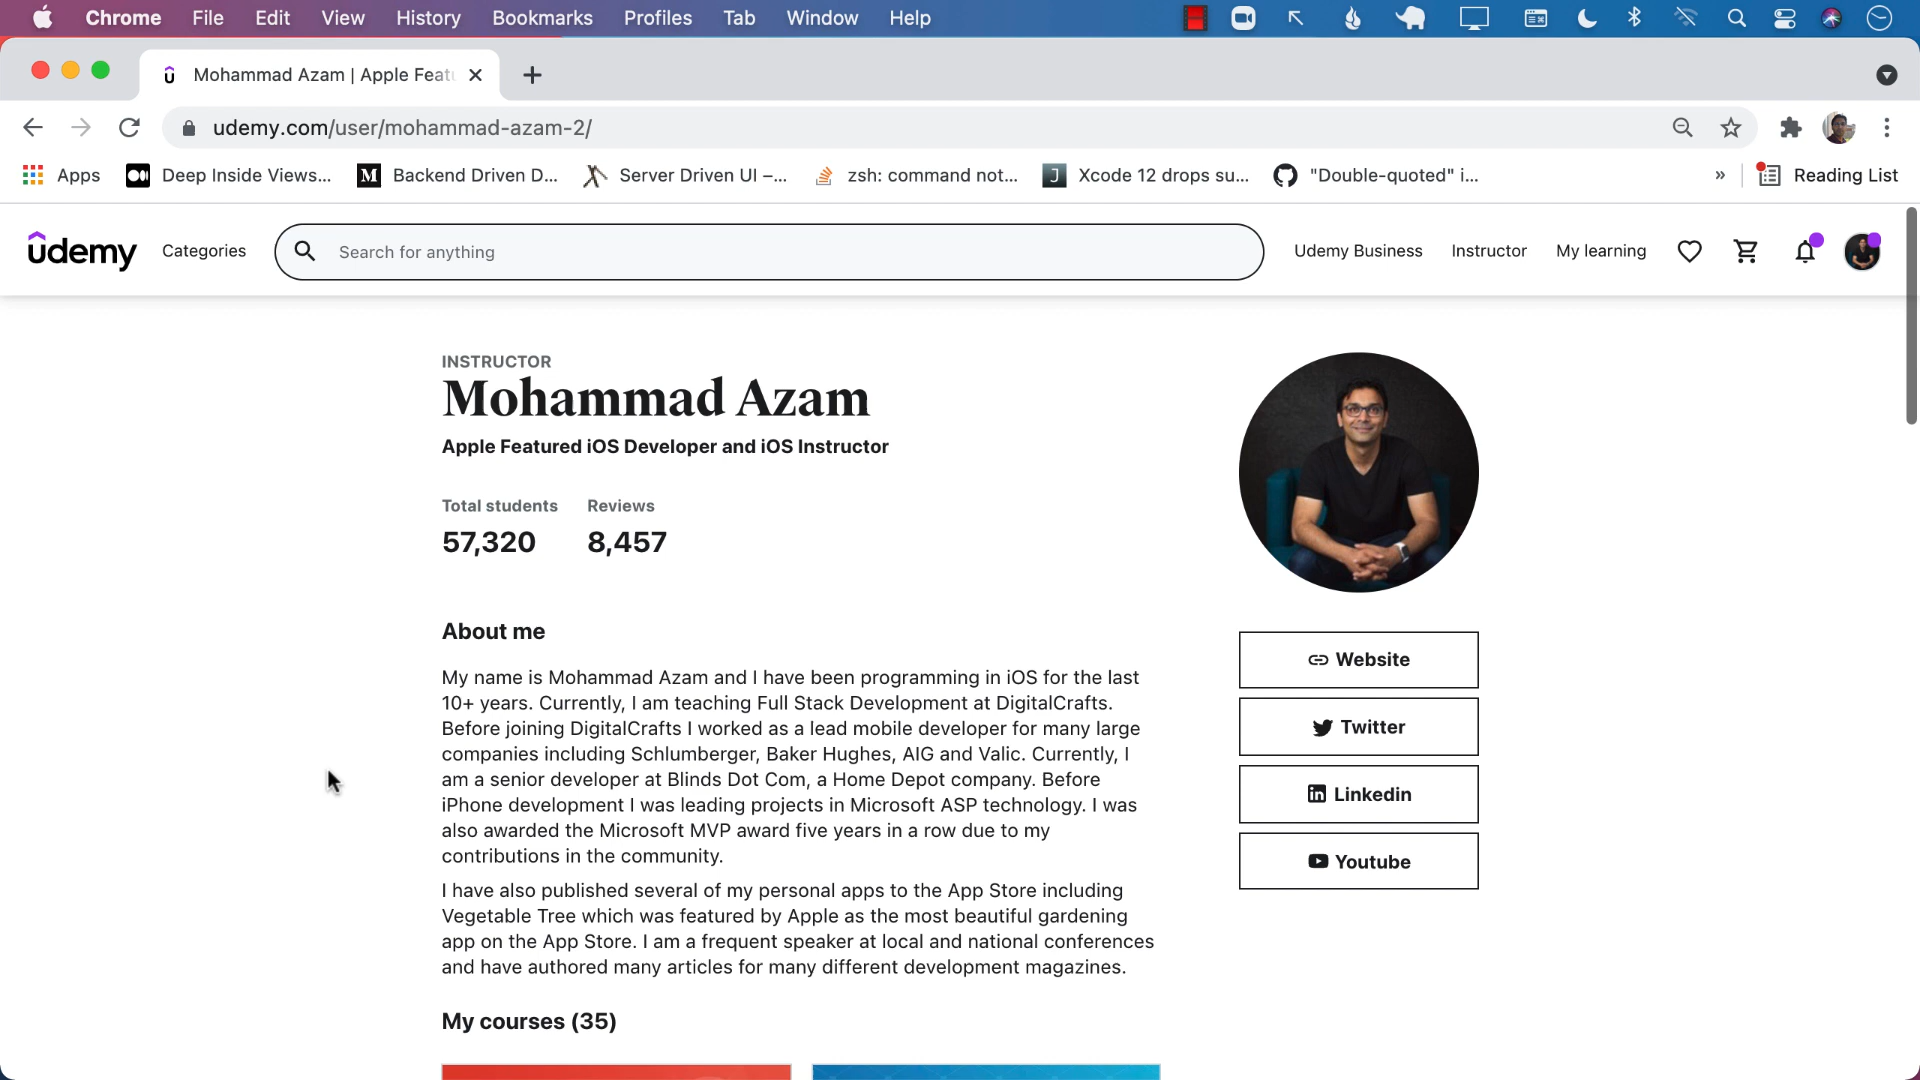 Chrome File Edit View History Bookmarks Profiles Tab Window Help
Mohammad Azam | Apple Feat
udemy.com/user/mohammad-azam-2/
Apps Deep Inside Views... Backend Driven D... Server Driven UI –... zsh: command not... Xcode 12 drops su... "Double-quoted" i... » Reading List
udemy Categories Search for anything Udemy Business Instructor My learning
INSTRUCTOR
Mohammad Azam
Apple Featured iOS Developer and iOS Instructor
Total students Reviews
57,320 8,457
About me
My name is Mohammad Azam and I have been programming in iOS for the last
10+ years. Currently, I am teaching Full Stack Development at DigitalCrafts.
Before joining DigitalCrafts I worked as a lead mobile developer for many large
companies including Schlumberger, Baker Hughes, AIG and Valic. Currently, I
am a senior developer at Blinds Dot Com, a Home Depot company. Before
iPhone development I was leading projects in Microsoft ASP technology. I was
also awarded the Microsoft MVP award five years in a row due to my
contributions in the community.
I have also published several of my personal apps to the App Store including
Vegetable Tree which was featured by Apple as the most beautiful gardening
app on the App Store. I am a frequent speaker at local and national conferences
and have authored many articles for many different development magazines.
My courses (35)
Website
Twitter
Linkedin
Youtube